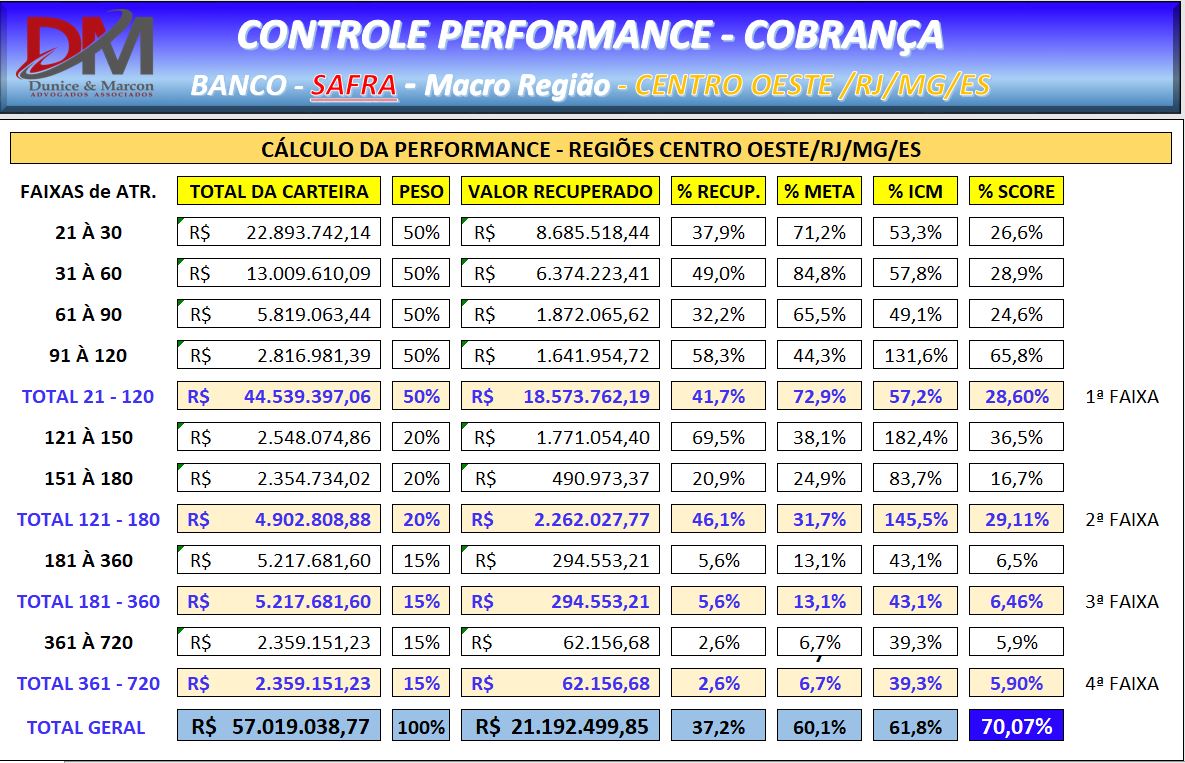 DM
Dunice & Marcon
ADVOGADOS ASSOCIADOS
CONTROLE PERFORMANCE - COBRANÇA
BANCO - SAFRA - Macro Região - CENTRO OESTE /RJ/MG/ES
CÁLCULO DA PERFORMANCE - REGIÕES CENTRO OESTE/RJ/MG/ES
FAIXAS de ATR. TOTAL DA CARTEIRA PESO VALOR RECUPERADO % RECUP. % META % ICM % SCORE
21 À 30 R$ 22.893.742,14 50% R$ 8.685.518,44 37,9% 71,2% 53,3% 26,6%
31 À 60 R$ 13.009.610,09 50% R$ 6.374.223,41 49,0% 84,8% 57,8% 28,9%
61 À 90 R$ 5.819.063,44 50% R$ 1.872.065,62 32,2% 65,5% 49,1% 24,6%
91 À 120 R$ 2.816.981,39 50% R$ 1.641.954,72 58,3% 44,3% 131,6% 65,8%
TOTAL 21 - 120 R$ 44.539.397,06 50% R$ 18.573.762,19 41,7% 72,9% 57,2% 28,60% 1ª FAIXA
121 À 150 R$ 2.548.074,86 20% R$ 1.771.054,40 69,5% 38,1% 182,4% 36,5%
151 À 180 R$ 2.354.734,02 20% R$ 490.973,37 20,9% 24,9% 83,7% 16,7%
TOTAL 121 - 180 R$ 4.902.808,88 20% R$ 2.262.027,77 46,1% 31,7% 145,5% 29,11% 2ª FAIXA
181 À 360 R$ 5.217.681,60 15% R$ 294.553,21 5,6% 13,1% 43,1% 6,5%
TOTAL 181 - 360 R$ 5.217.681,60 15% R$ 294.553,21 5,6% 13,1% 43,1% 6,46% 3ª FAIXA
361 À 720 R$ 2.359.151,23 15% R$ 62.156,68 2,6% 6,7% 39,3% 5,9%
TOTAL 361 - 720 R$ 2.359.151,23 15% R$ 62.156,68 2,6% 6,7% 39,3% 5,90% 4ª FAIXA
TOTAL GERAL R$ 57.019.038,77 100% R$ 21.192.499,85 37,2% 60,1% 61,8% 70,07%